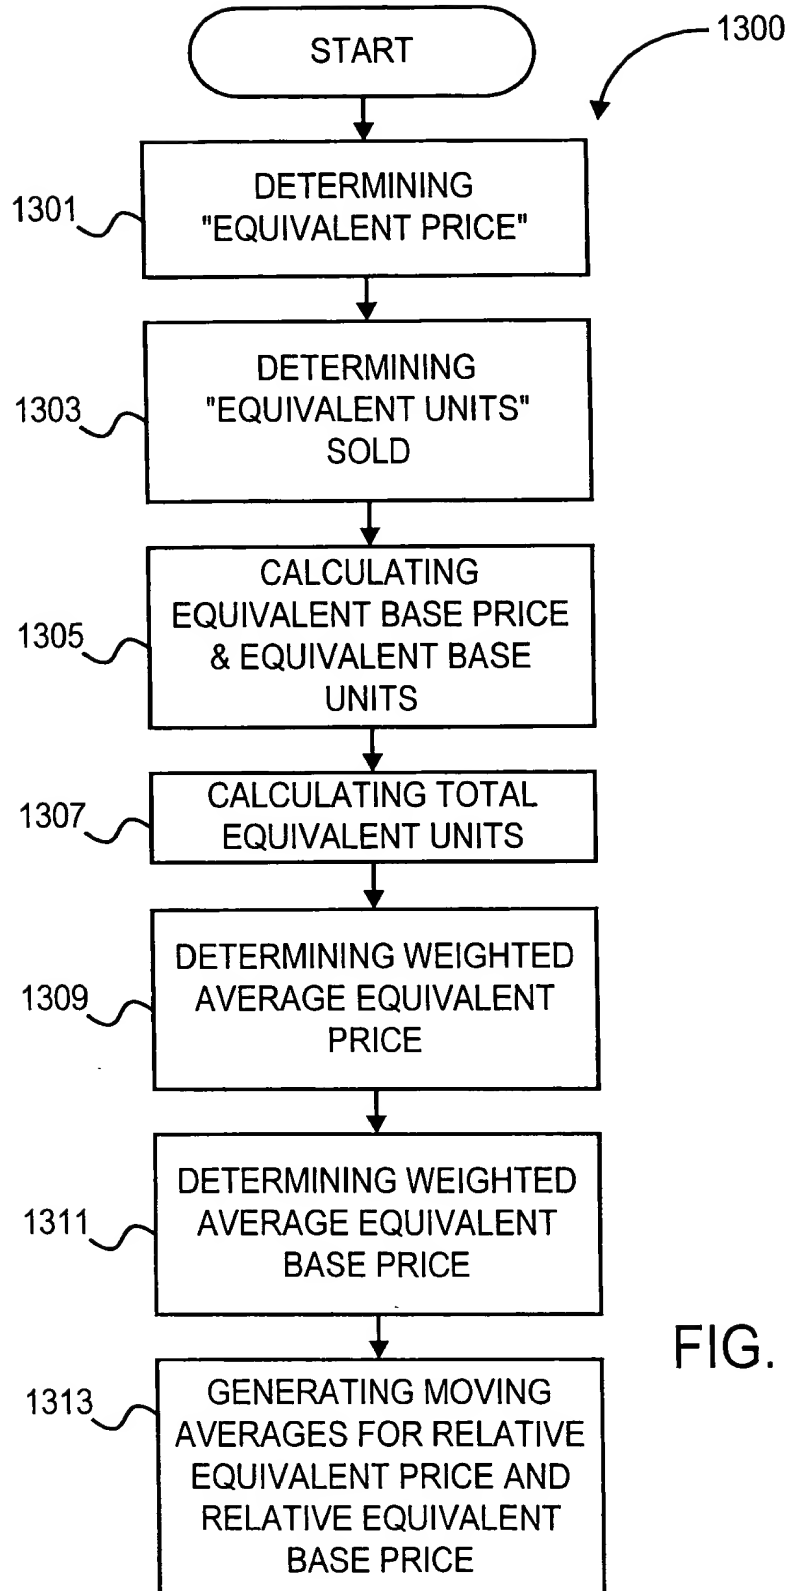 START
1300
1301
DETERMINING
"EQUIVALENT PRICE"
1303
DETERMINING
"EQUIVALENT UNITS"
SOLD
1305
CALCULATING
EQUIVALENT BASE PRICE
& EQUIVALENT BASE
UNITS
1307
CALCULATING TOTAL
EQUIVALENT UNITS
1309
DETERMINING WEIGHTED
AVERAGE EQUIVALENT
PRICE
1311
DETERMINING WEIGHTED
AVERAGE EQUIVALENT
BASE PRICE
FIG.
1313
GENERATING MOVING
AVERAGES FOR RELATIVE
EQUIVALENT PRICE AND
RELATIVE EQUIVALENT
BASE PRICE